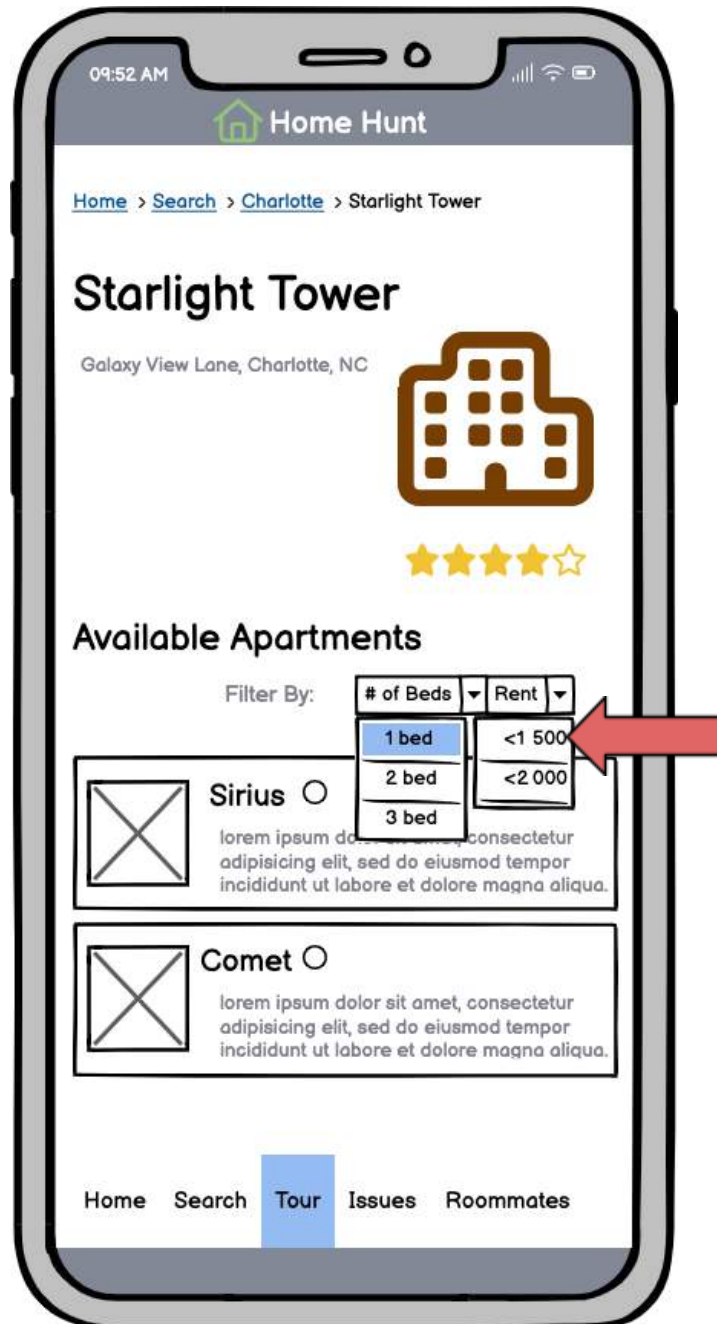 09:52 AM
Home Hunt
Home > Search > Charlotte > Starlight Tower
Starlight Tower
Galaxy View Lane, Charlotte, NC
Available Apartments
Filter By: # of Beds Rent
1 bed <1 500
2 bed <2 000
3 bed
Sirius
lorem ipsum consectetur
adipisicing elit, sed do eiusmod tempor
incididunt ut labore et dolore magna aliqua.
Comet
lorem ipsum dolor sit amet, consectetur
adipisicing elit, sed do eiusmod tempor
incididunt ut labore et dolore magna aliqua.
Home Search Tour Issues Roommates